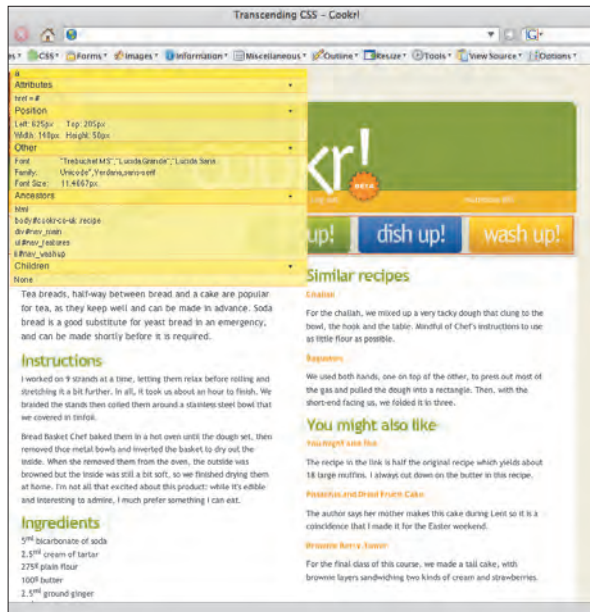 Transcending CSS – Cookr!
G
es CSS Forms Images Information Miscellaneous Outline Resize Tools View Source Options
a
Attributes
href = #
Position
Left: 625px Top: 205px
Width: 140px Height: 50px
Other
Font "Trebuchet MS","Lucida Grande","Lucida Sans
Family: Unicode",Verdana,sans-serif
Font Size: 11.4667px
Ancestors
html
body#cookr-co-uk .recipe
div#nav_main
ul#nav_features
li#nav_washup
Children
None
kr!
BETA
up! dish up! wash up!
Tea breads, half-way between bread and a cake are popular
for tea, as they keep well and can be made in advance. Soda
bread is a good substitute for yeast bread in an emergency,
and can be made shortly before it is required.
Instructions
I worked on 9 strands at a time, letting them relax before rolling and
stretching it a bit further. In all, it took us about an hour to finish. We
braided the stands then coiled them around a stainless steel bowl that
we covered in tinfoil.
Bread Basket Chef baked them in a hot oven until the dough set, then
removed those metal bowls and inverted the basket to dry out the
inside. When she removed them from the oven, the outside was
browned but the inside was still a bit soft, so we finished drying them
at home. I'm not all that excited about this product: while it's edible
and interesting to admire, I much prefer something I can eat.
Ingredients
5ml bicarbonate of soda
2.5ml cream of tartar
275g plain flour
100g butter
2.5ml ground ginger
Similar recipes
Challah
For the challah, we mixed up a very tacky dough that clung to the
bowl, the hook and the table. Mindful of Chef's instructions to use
as little flour as possible.
Baguettes
We used both hands, one on top of the other, to press out most of
the gas and pulled the dough into a rectangle. Then, with the
short-end facing us, we folded it in three.
You might also like
You might also like
The recipe in the link is half the original recipe which yields about
18 large muffins. I always cut down on the butter in this recipe.
Pistachio and Dried Fruit Cake
The author says her mother makes this cake during Lent so it is a
coincidence that I made it for the Easter weekend.
Brownie Berry Tower
For the final class of this course, we made a tall cake, with
brownie layers sandwiching two kinds of cream and strawberries.